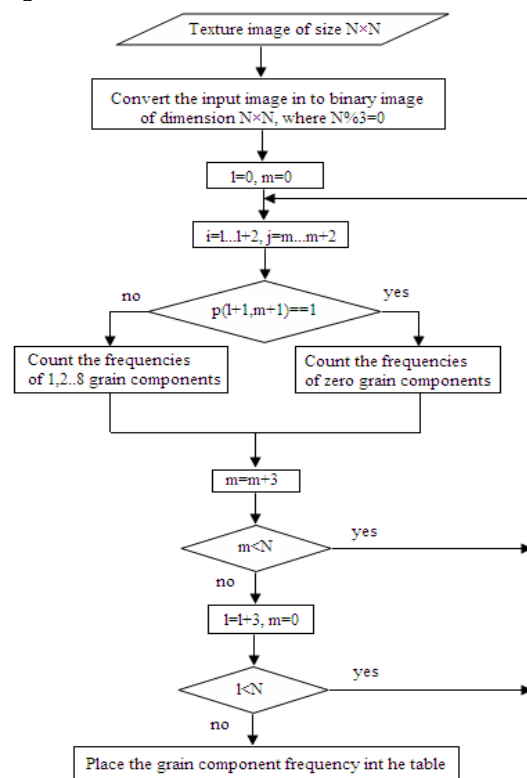 Texture image of size N×N
Convert the input image in to binary image
of dimension N×N, where N%3=0
l=0, m=0
i=l...l+2, j=m...m+2
no
yes
p(l+1,m+1)==1
Count the frequencies
of 1,2..8 grain components
Count the frequencies
of zero grain components
m=m+3
m<N
yes
no
l=l+3, m=0
l<N
yes
no
Place the grain component frequency int he table